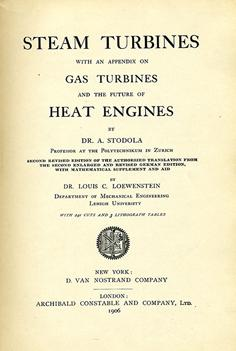 STEAM TURBINES
WITH AN APPENDIX ON
GAS TURBINES
AND THE FUTURE OF
HEAT ENGINES
BY
DR. A. STODOLA
PROFESSOR AT THE POLYTECHNIKUM IN ZURICH
SECOND REVISED EDITION OF THE AUTHORIZED TRANSLATION FROM
THE SECOND ENLARGED AND REVISED GERMAN EDITION,
WITH MATHEMATICAL SUPPLEMENT AND AID
BY
DR. LOUIS C. LOEWENSTEIN
DEPARTMENT OF MECHANICAL ENGINEERING
LEHIGH UNIVERSITY
WITH 241 CUTS AND 3 LITHOGRAPH TABLES
NEW YORK:
D. VAN NOSTRAND COMPANY
LONDON:
ARCHIBALD CONSTABLE AND COMPANY, LTD.
1906